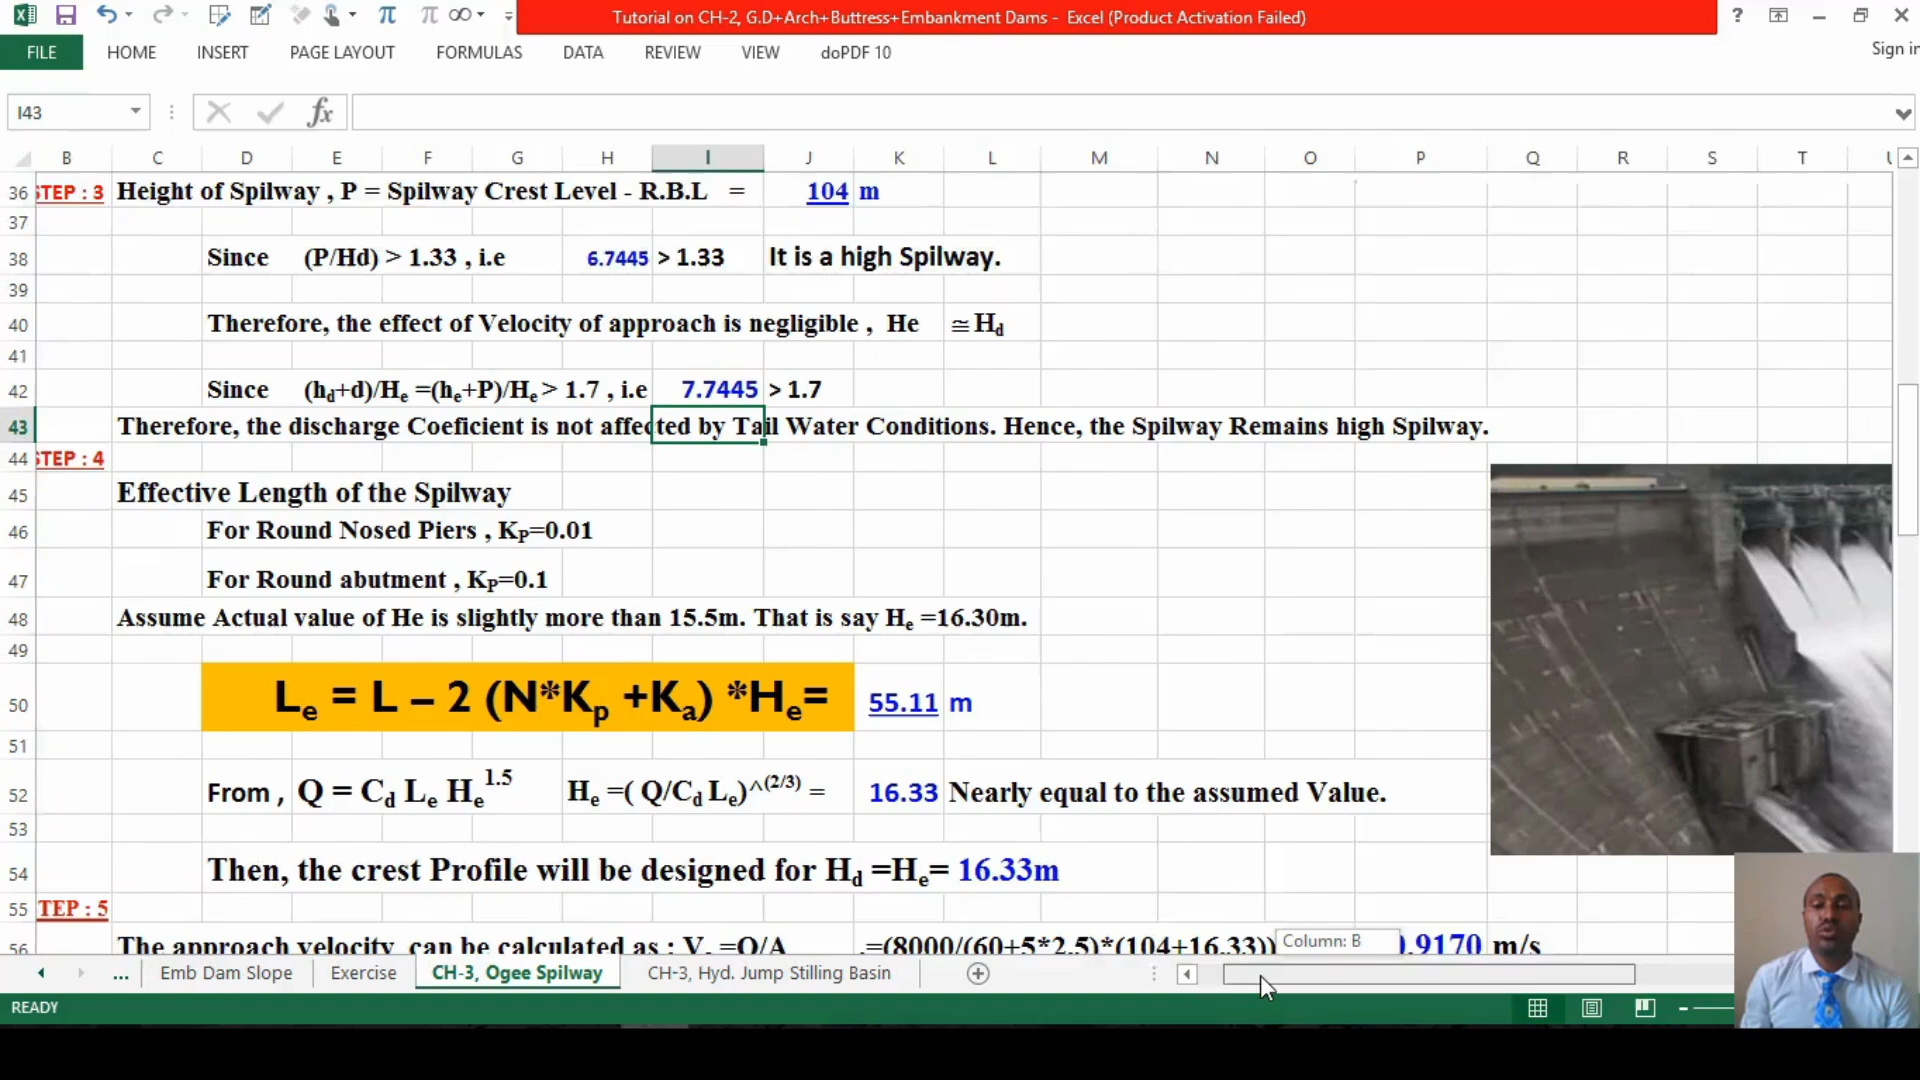 Tutorial on CH-2, G.D+Arch+Buttress+Embankment Dams - Excel (Product Activation Failed)
FILE HOME INSERT PAGE LAYOUT FORMULAS DATA REVIEW VIEW doPDF 10 Sign in
I43 fx
B C D E F G H I J K L M N O P Q R S T U
36 STEP : 3 Height of Spilway , P = Spilway Crest Level - R.B.L = 104 m
37
38 Since (P/Hd) > 1.33 , i.e 6.7445 > 1.33 It is a high Spilway.
39
40 Therefore, the effect of Velocity of approach is negligible , He ≅ Hd
41
42 Since (hd+d)/He =(he+P)/He > 1.7 , i.e 7.7445 > 1.7
43 Therefore, the discharge Coeficient is not affected by Tail Water Conditions. Hence, the Spilway Remains high Spilway.
44 STEP : 4
45 Effective Length of the Spilway
46 For Round Nosed Piers , KP=0.01
47 For Round abutment , KP=0.1
48 Assume Actual value of He is slightly more than 15.5m. That is say He =16.30m.
49
50 Le = L – 2 (N*Kp +Ka) *He= 55.11 m
51
52 From , Q = Cd Le He1.5 He =( Q/Cd Le)^(2/3) = 16.33 Nearly equal to the assumed Value.
53
54 Then, the crest Profile will be designed for Hd =He= 16.33m
55 TEP : 5
56 The approach velocity can be calculated as : =Q/A =(8000/(60+5*2.5)*(104+16.33)) .9170 m/s
Column: B
... Emb Dam Slope Exercise CH-3, Ogee Spilway CH-3, Hyd. Jump Stilling Basin
READY